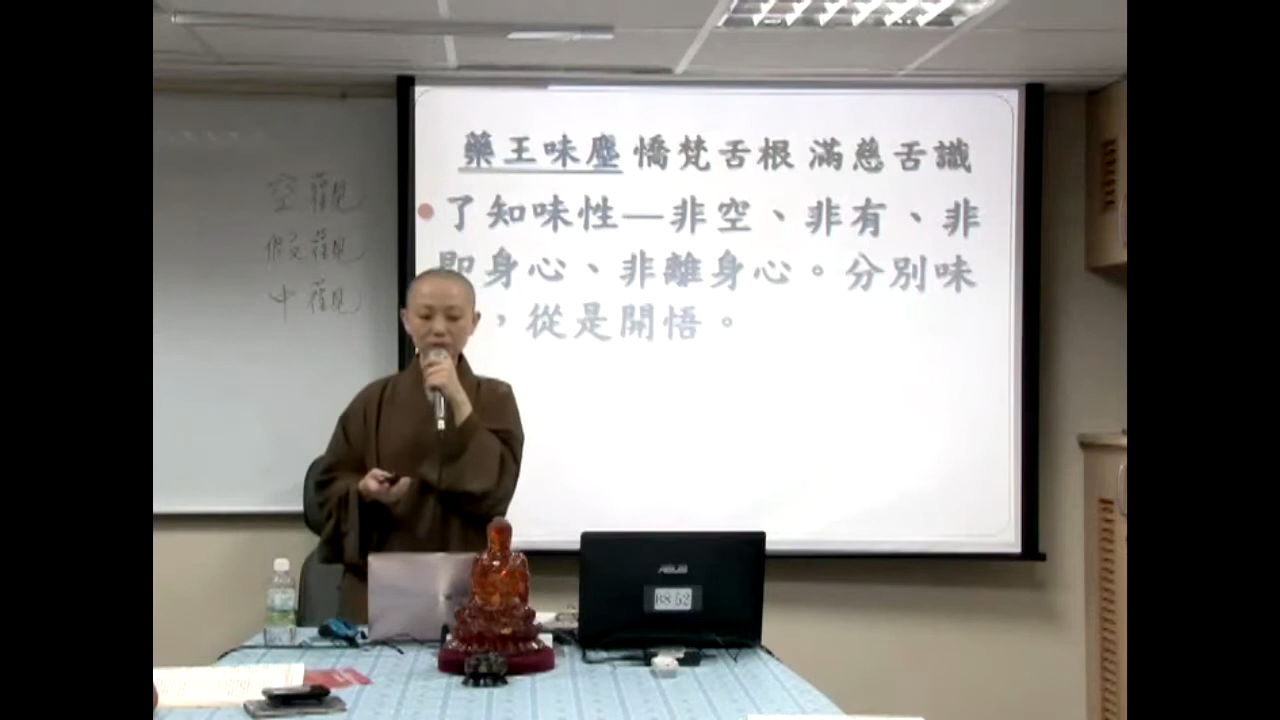 空觀
假觀
中觀
藥王味塵 憍梵舌根 滿慈舌識
了知味性—非空、非有、非
即身心、非離身心。分別味
，從是開悟。
ASUS